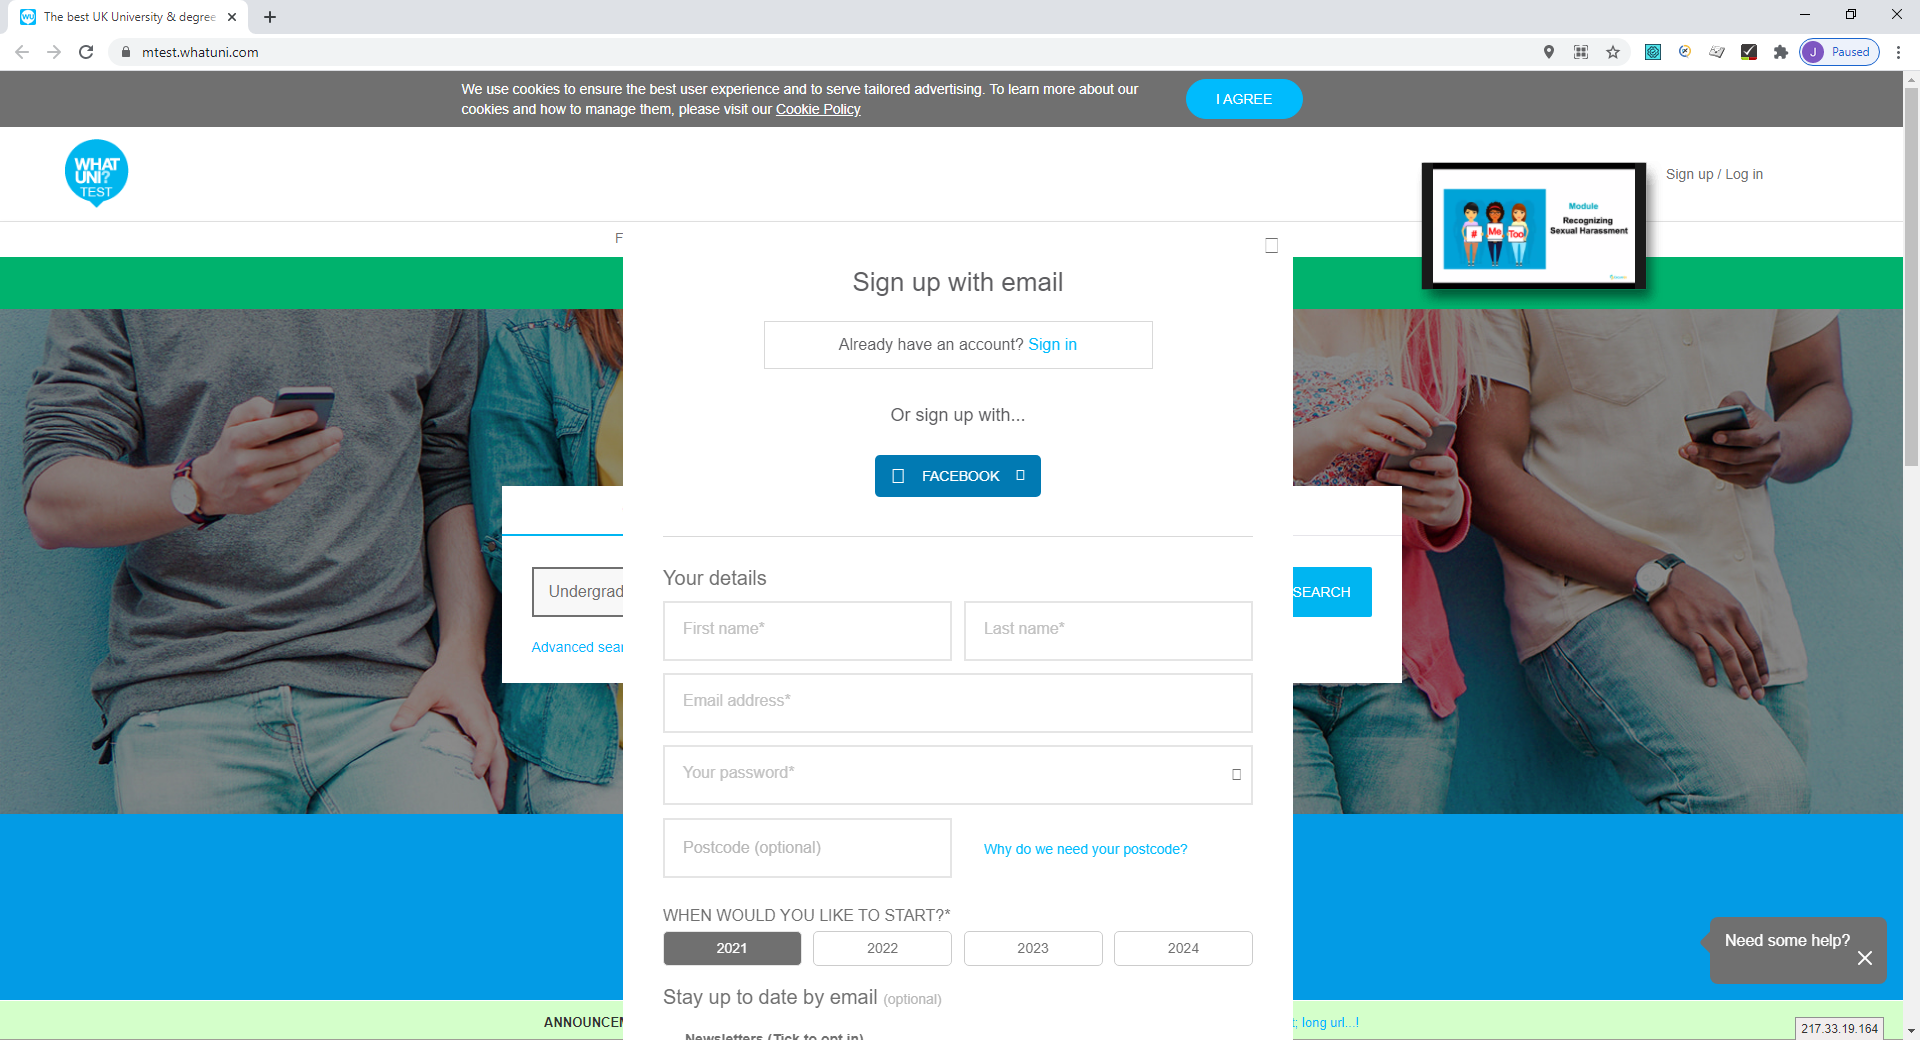 The best UK University & degree
mtest.whatuni.com
J Paused
We use cookies to ensure the best user experience and to serve tailored advertising. To learn more about our
cookies and how to manage them, please visit our Cookie Policy
I AGREE
WHAT
UNI?
TEST
Sign up / Log in
Module
Recognizing
Sexual Harassment
# Me Too
F
Sign up with email
Already have an account? Sign in
Or sign up with...
FACEBOOK
Undergrad
SEARCH
Advanced sear
Your details
First name*
Last name*
Email address*
Your password*
Postcode (optional)
Why do we need your postcode?
WHEN WOULD YOU LIKE TO START?*
2021 2022 2023 2024
Need some help?
Stay up to date by email (optional)
ANNOUNCEM
t; long url...!
217.33.19.164
Newsletters (Tick to opt in)